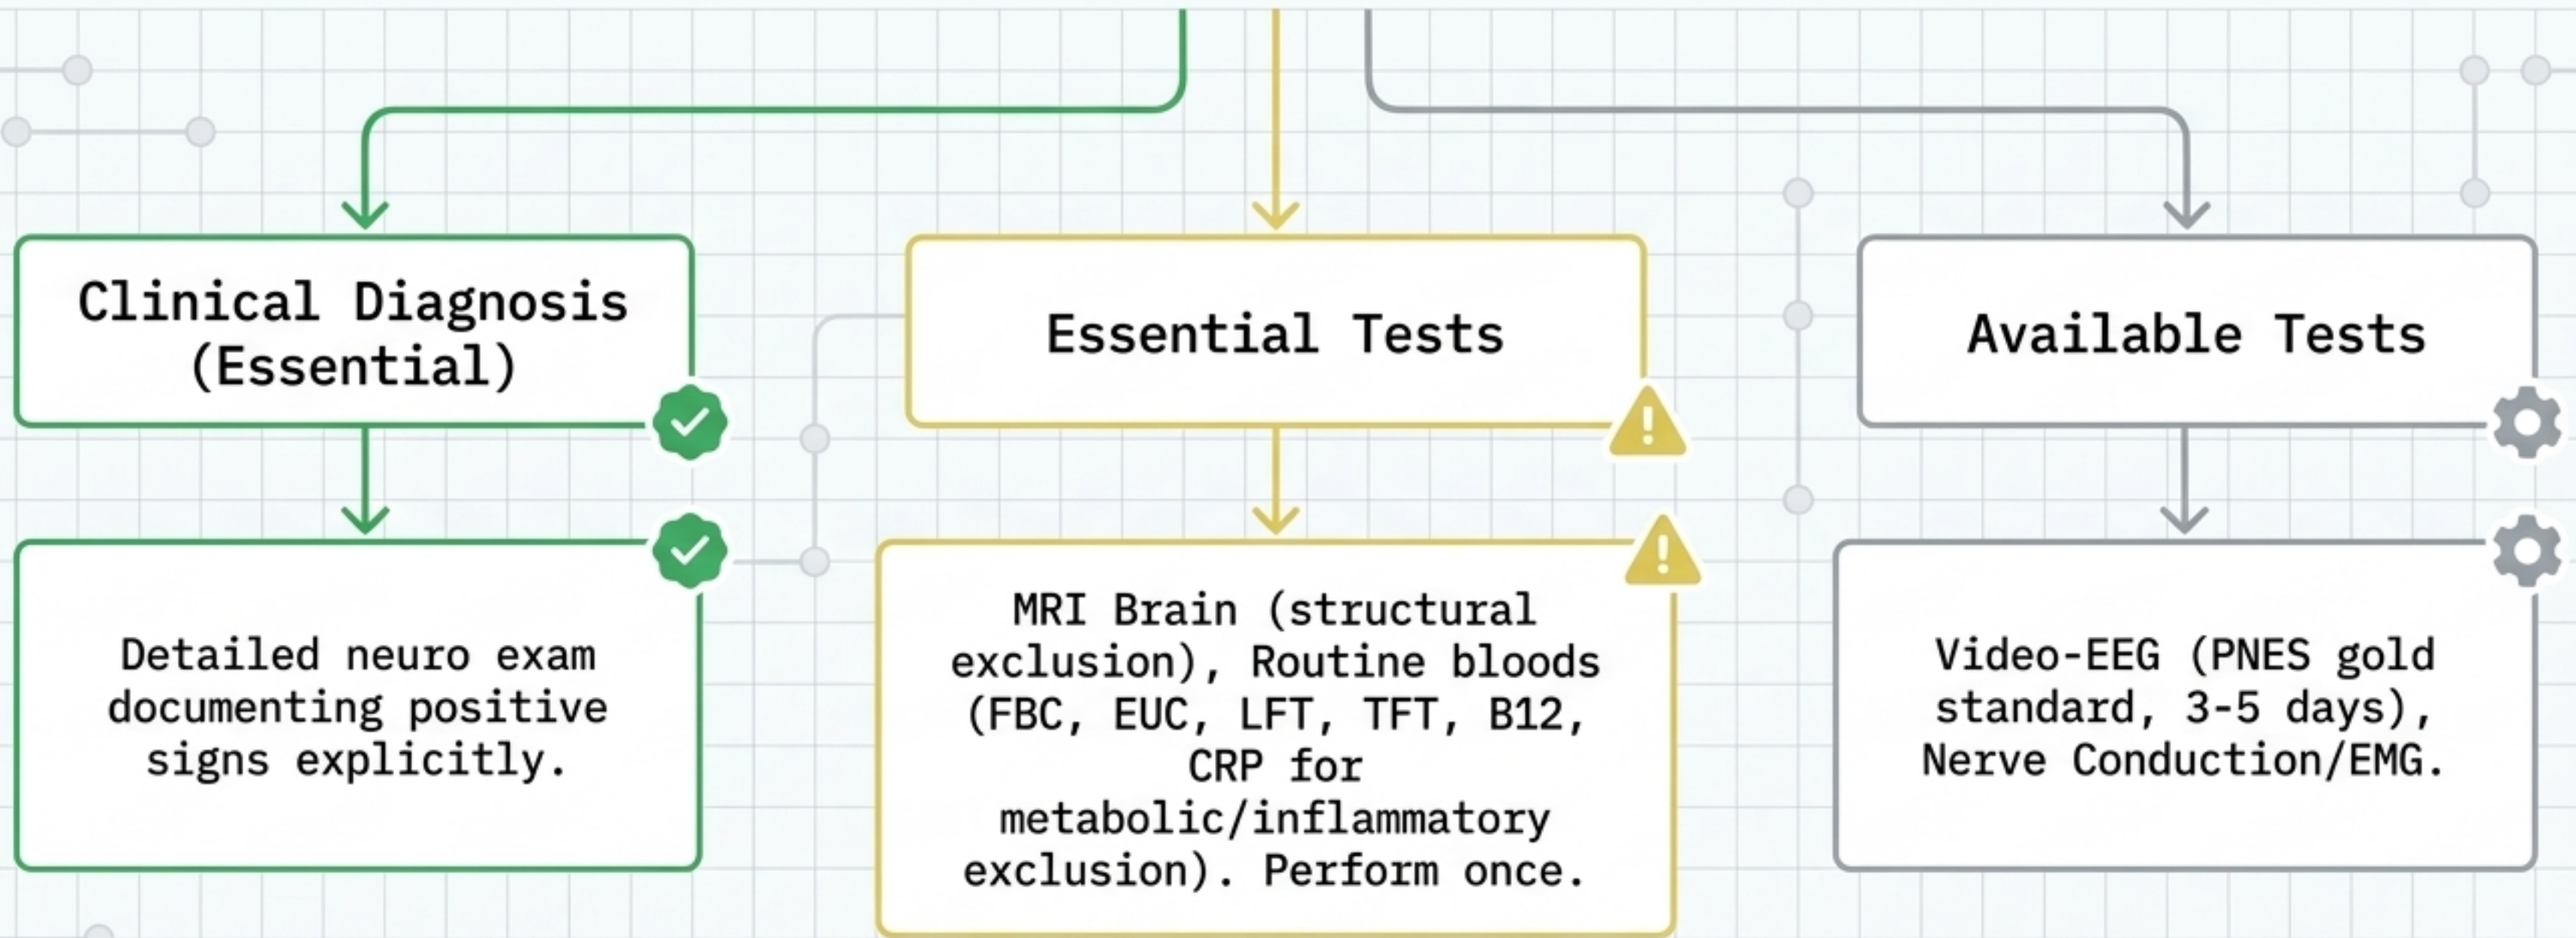 Clinical Diagnosis
(Essential)
Essential Tests
Available Tests
Detailed neuro exam
documenting positive
signs explicitly.
MRI Brain (structural
exclusion), Routine bloods
(FBC, EUC, LFT, TFT, B12,
CRP for
metabolic/inflammatory
exclusion). Perform once.
Video-EEG (PNES gold
standard, 3-5 days),
Nerve Conduction/EMG.